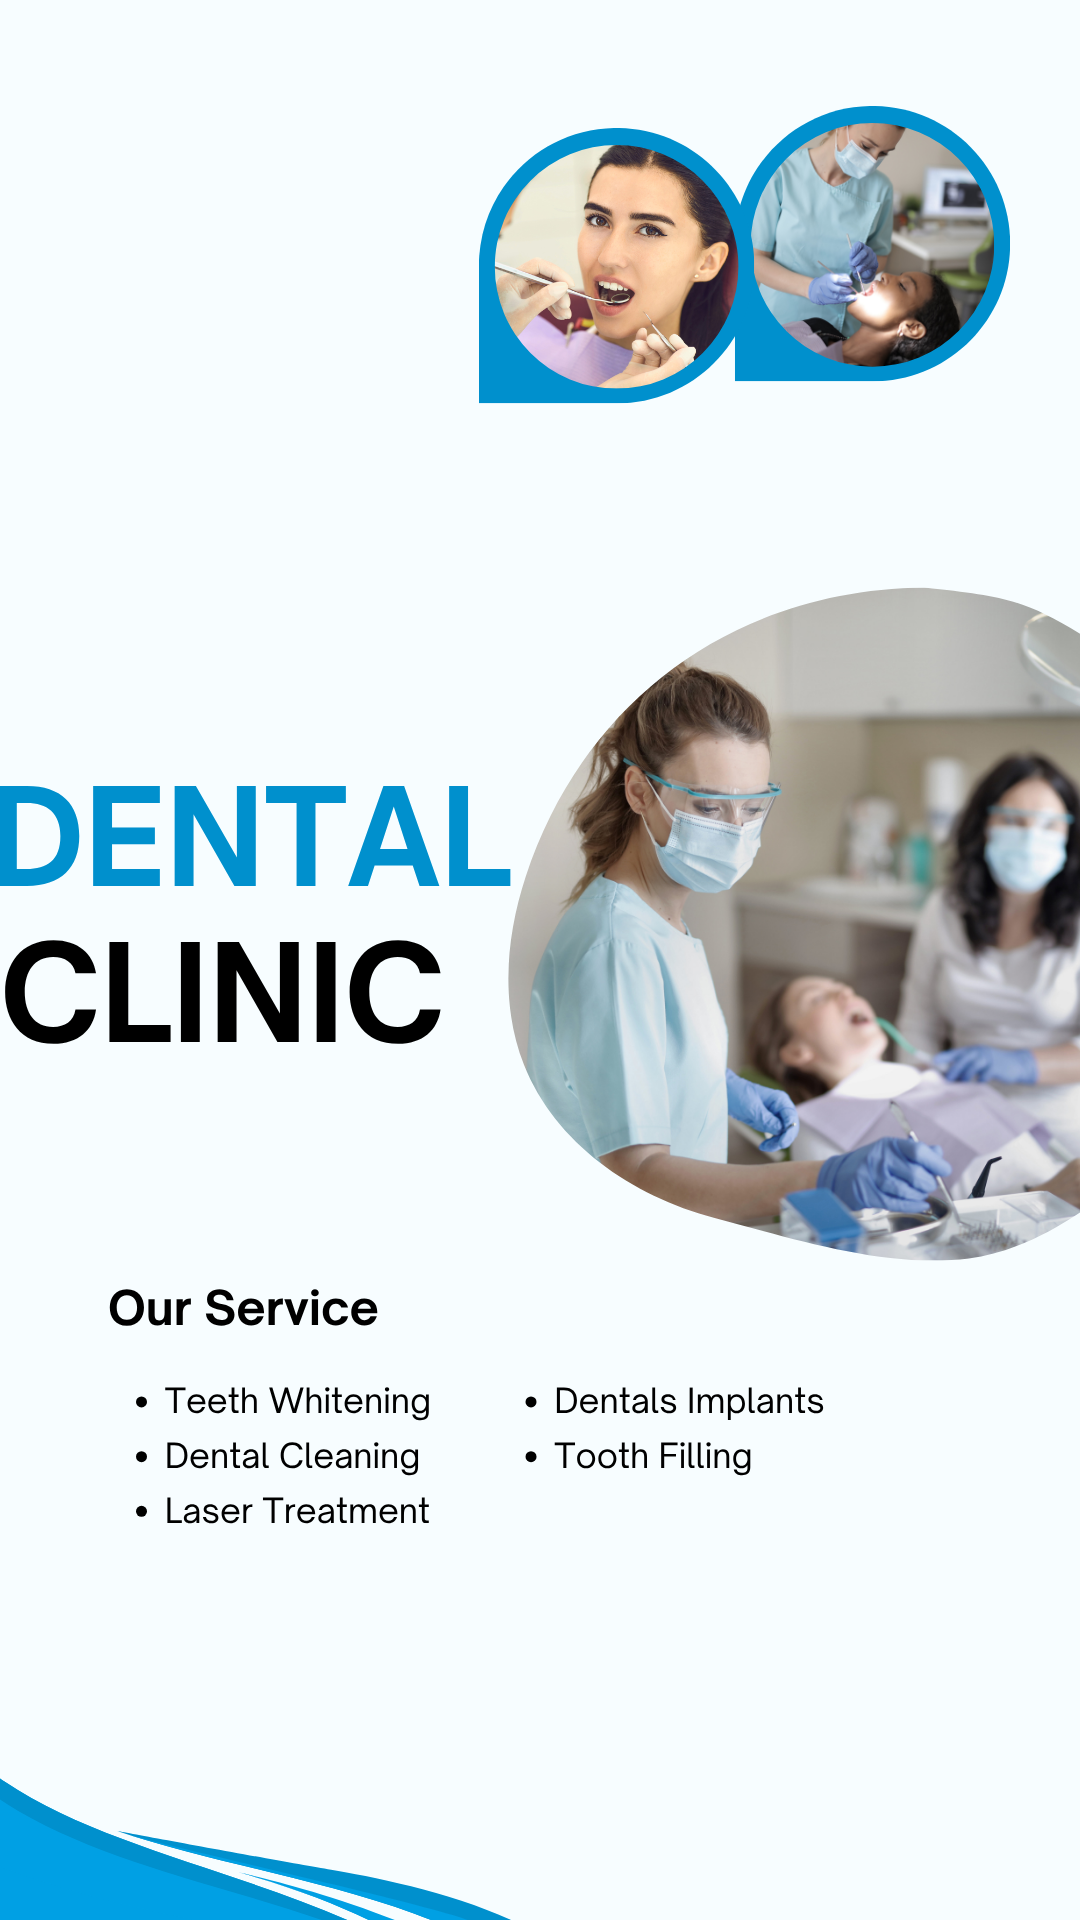 DENTAL
CLINIC
Our Service
• Teeth Whitening
• Dental Cleaning
• Laser Treatment
• Dentals Implants
• Tooth Filling